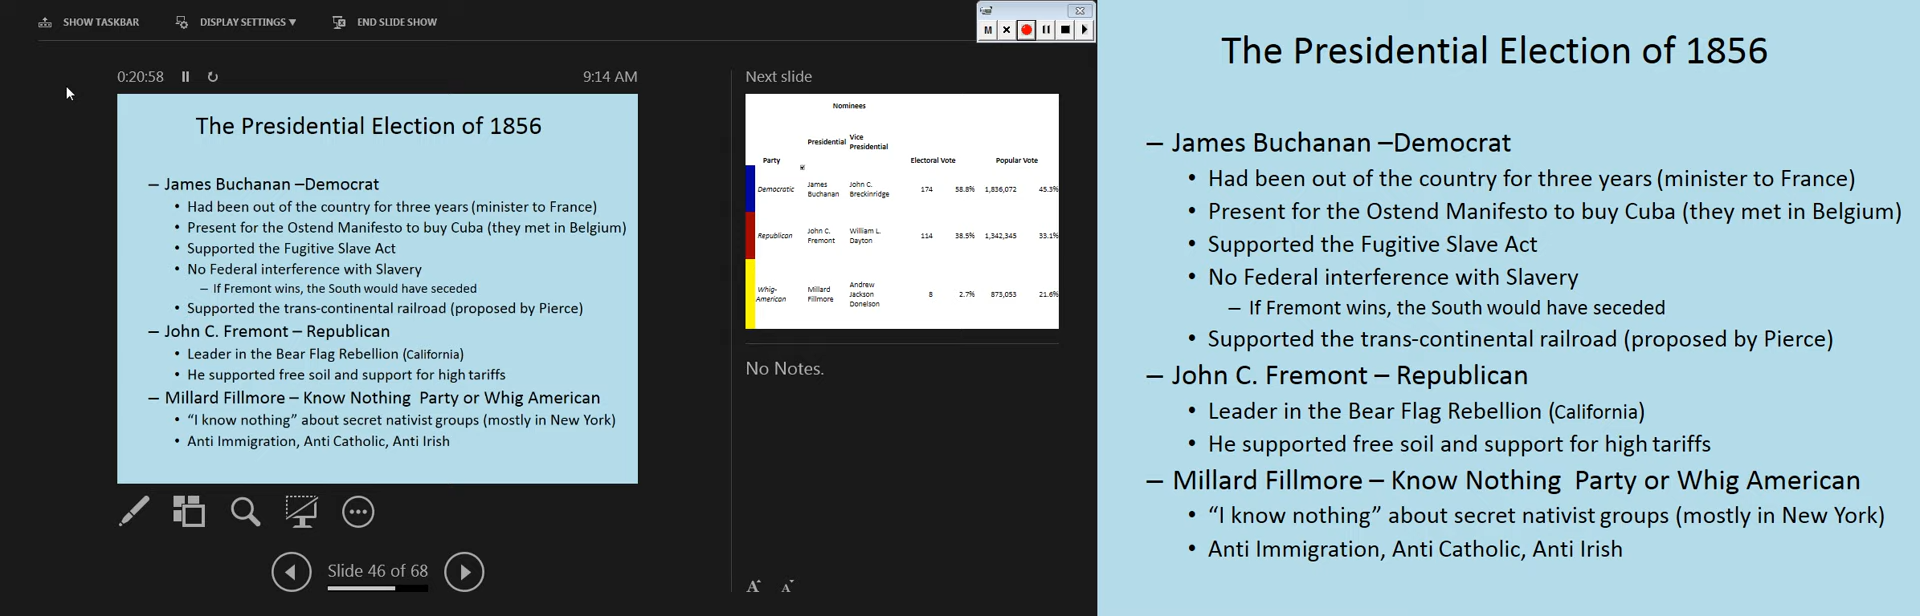 SHOW TASKBAR
DISPLAY SETTINGS ▼
END SLIDE SHOW
M
0:20:58
9:14 AM
The Presidential Election of 1856
– James Buchanan –Democrat
• Had been out of the country for three years (minister to France)
• Present for the Ostend Manifesto to buy Cuba (they met in Belgium)
• Supported the Fugitive Slave Act
• No Federal interference with Slavery
– If Fremont wins, the South would have seceded
• Supported the trans-continental railroad (proposed by Pierce)
– John C. Fremont – Republican
• Leader in the Bear Flag Rebellion (California)
• He supported free soil and support for high tariffs
– Millard Fillmore – Know Nothing  Party or Whig American
• “I know nothing” about secret nativist groups (mostly in New York)
• Anti Immigration, Anti Catholic, Anti Irish
Slide 46 of 68
Next slide
Nominees
Presidential Vice
Presidential
Party Electoral Vote Popular Vote
Democratic James Buchanan John C. Breckinridge 174 58.8% 1,836,072 45.3%
Republican John C. Fremont William L. Dayton 114 38.5% 1,342,345 33.1%
Whig-American Millard Fillmore Andrew Jackson Donelson 8 2.7% 873,053 21.6%
No Notes.
A A
The Presidential Election of 1856
– James Buchanan –Democrat
• Had been out of the country for three years (minister to France)
• Present for the Ostend Manifesto to buy Cuba (they met in Belgium)
• Supported the Fugitive Slave Act
• No Federal interference with Slavery
– If Fremont wins, the South would have seceded
• Supported the trans-continental railroad (proposed by Pierce)
– John C. Fremont – Republican
• Leader in the Bear Flag Rebellion (California)
• He supported free soil and support for high tariffs
– Millard Fillmore – Know Nothing  Party or Whig American
• “I know nothing” about secret nativist groups (mostly in New York)
• Anti Immigration, Anti Catholic, Anti Irish